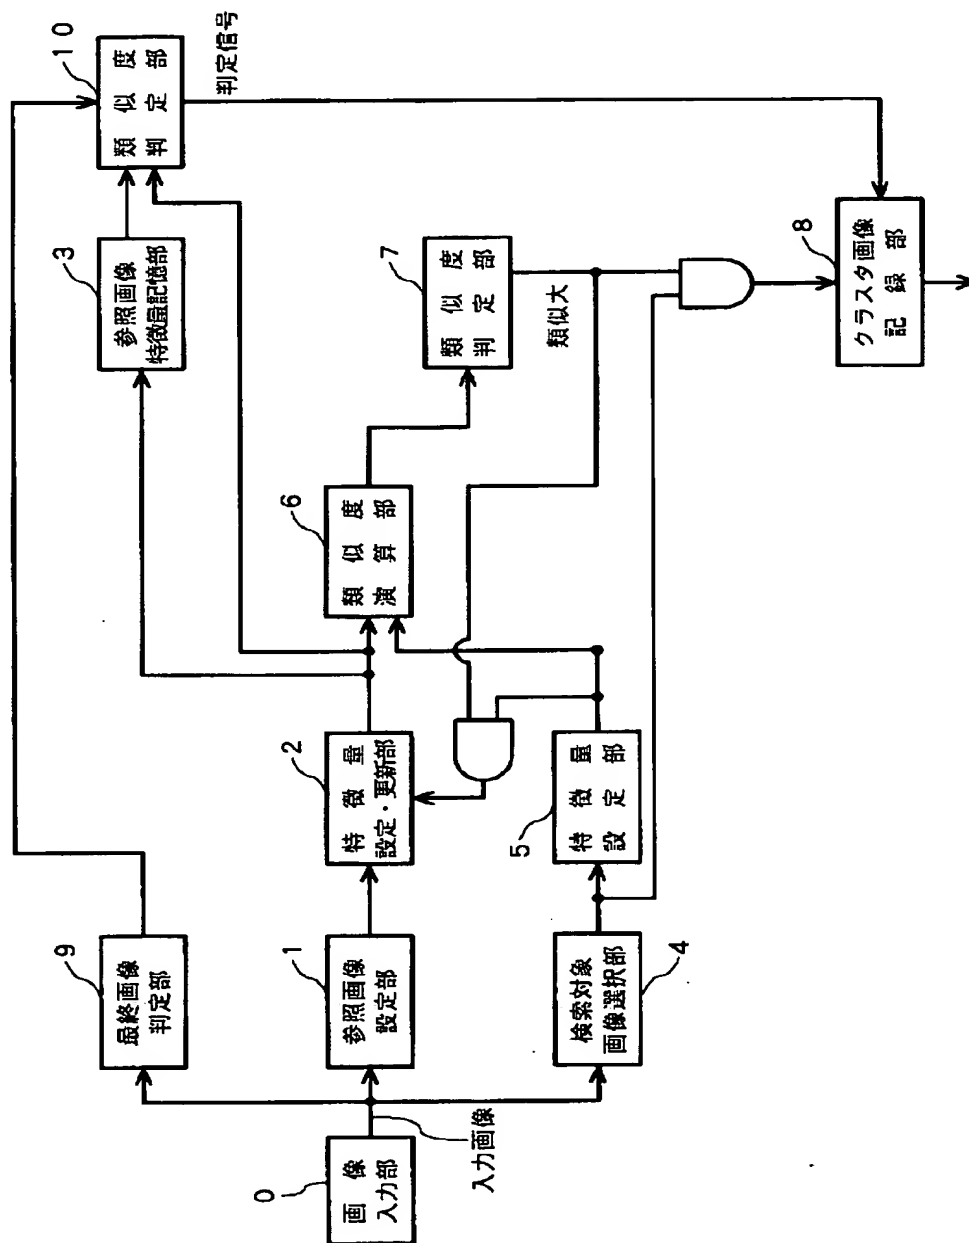 0
画像
入力部
入力画像
9
最終画像
判定部
1
参照画像
設定部
検索対象
画像選択部
4
2
特徴量
設定・更新部
5
特徴量
設定部
6
類似度
演算部
3
参照画像
特徴量記憶部
7
類似度
判定部
類似大
10
類似度
判定部
判定信号
8
クラスタ画像
記録部